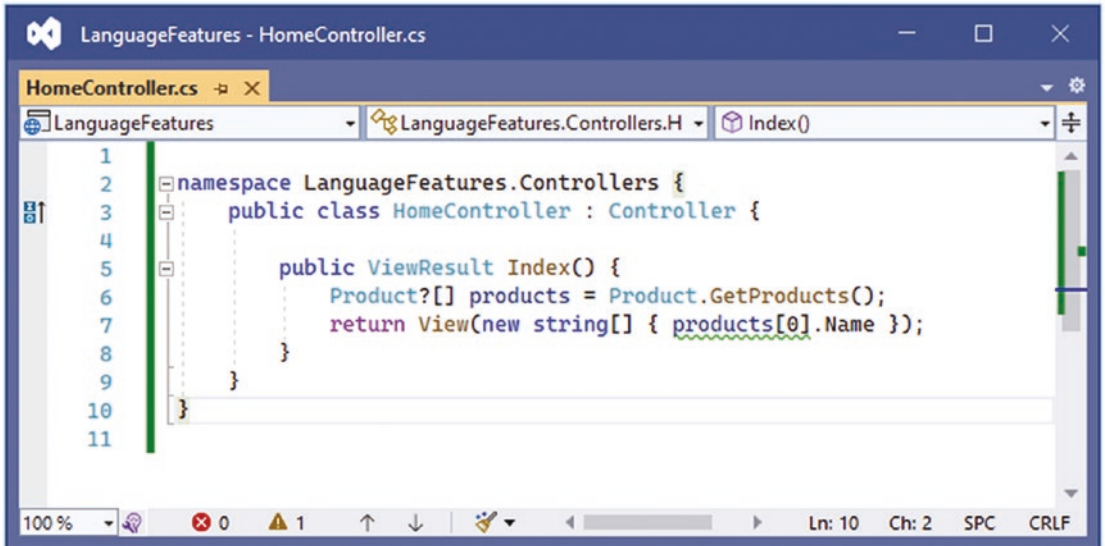 LanguageFeatures - HomeController.cs
HomeController.cs
LanguageFeatures LanguageFeatures.Controllers.H Index()
1
2 namespace LanguageFeatures.Controllers {
3 public class HomeController : Controller {
4
5 public ViewResult Index() {
6 Product?[] products = Product.GetProducts();
7 return View(new string[] { products[0].Name });
8 }
9 }
10 }
11
100 % 0 1 Ln: 10 Ch: 2 SPC CRLF